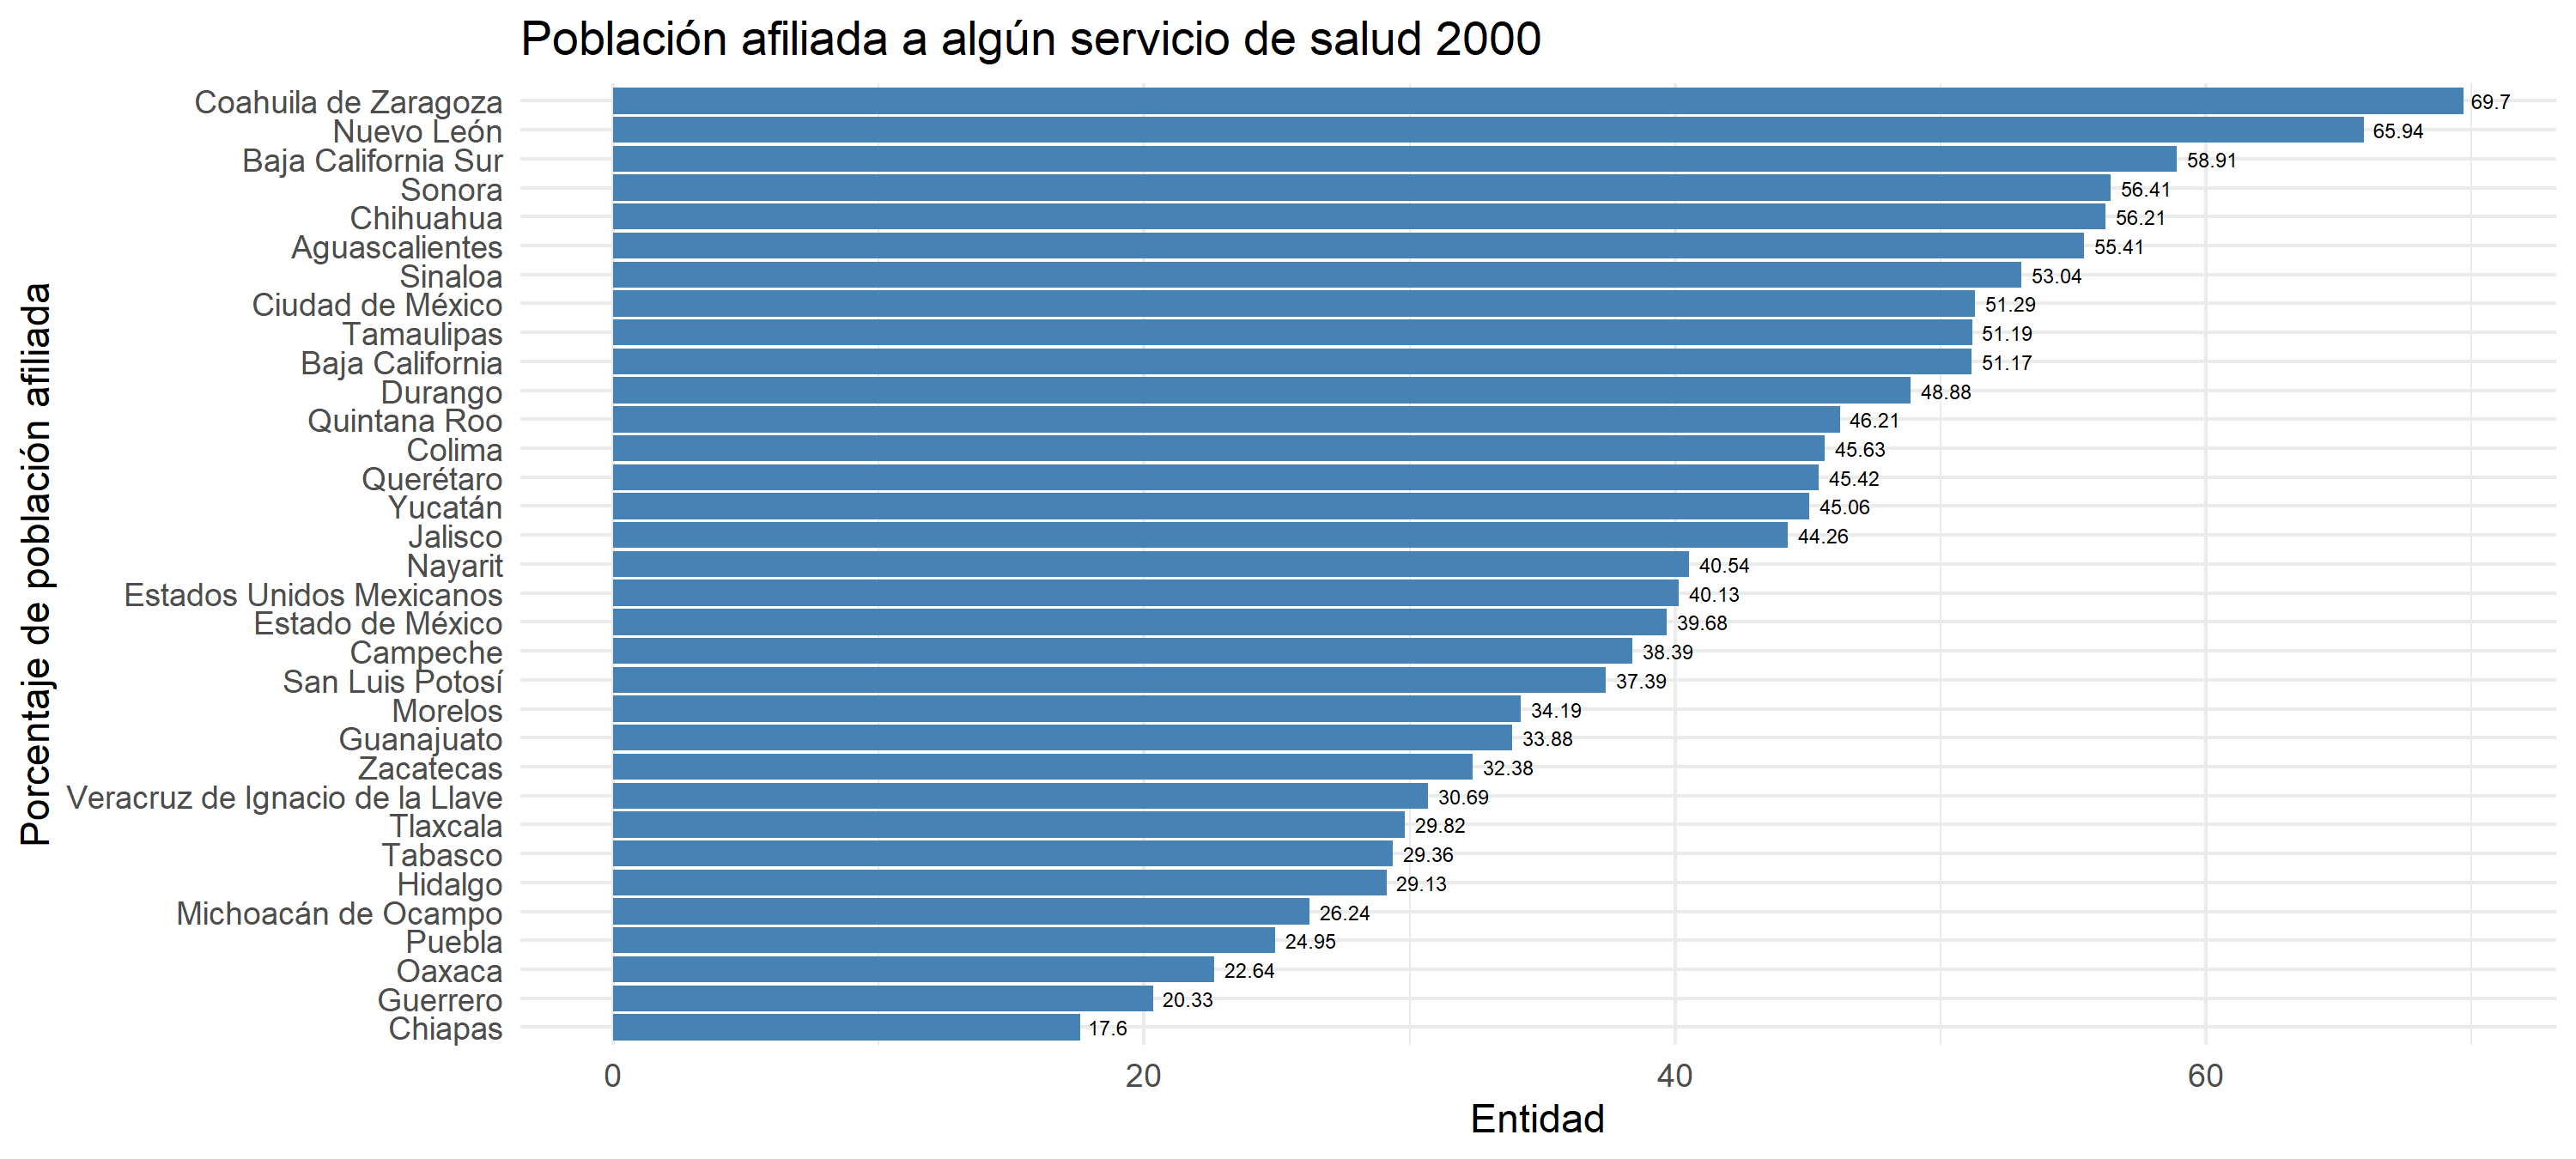 Población afiliada a algún servicio de salud 2000
Porcentaje de población afiliada
Coahuila de Zaragoza 69.7
Nuevo León 65.94
Baja California Sur 58.91
Sonora 56.41
Chihuahua 56.21
Aguascalientes 55.41
Sinaloa 53.04
Ciudad de México 51.29
Tamaulipas 51.19
Baja California 51.17
Durango 48.88
Quintana Roo 46.21
Colima 45.63
Querétaro 45.42
Yucatán 45.06
Jalisco 44.26
Nayarit 40.54
Estados Unidos Mexicanos 40.13
Estado de México 39.68
Campeche 38.39
San Luis Potosí 37.39
Morelos 34.19
Guanajuato 33.88
Zacatecas 32.38
Veracruz de Ignacio de la Llave 30.69
Tlaxcala 29.82
Tabasco 29.36
Hidalgo 29.13
Michoacán de Ocampo 26.24
Puebla 24.95
Oaxaca 22.64
Guerrero 20.33
Chiapas 17.6
0 20 40 60
Entidad